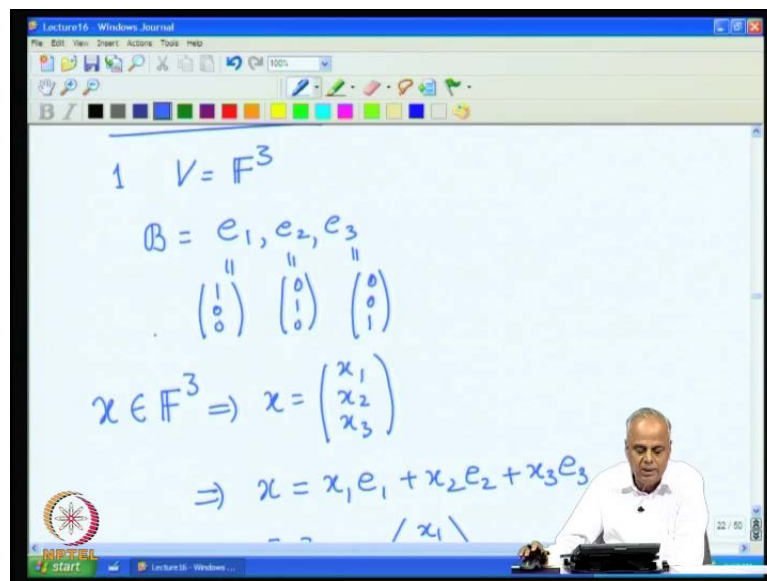 Lecture16 - Windows Journal
File Edit View Insert Actions Tools Help
100%
B I
1 V = 𝔽³
𝔹 = e₁, e₂, e₃
(1 0 0) (0 1 0) (0 0 1)
x ∈ 𝔽³ ⇒ x = (x₁ x₂ x₃)
⇒ x = x₁e₁ + x₂e₂ + x₃e₃
x₁
22 / 50
NPTEL
start Lecture16 - Windows ...